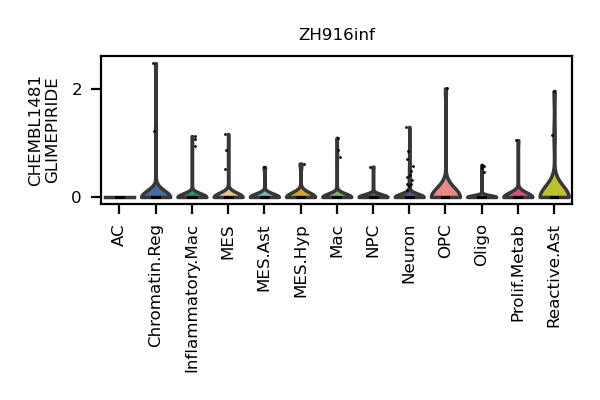 ZH916inf
CHEMBL1481
GLIMEPIRIDE
2
0
AC
Chromatin.Reg
Inflammatory.Mac
MES
MES.Ast
MES.Hyp
Mac
NPC
Neuron
OPC
Oligo
Prolif.Metab
Reactive.Ast